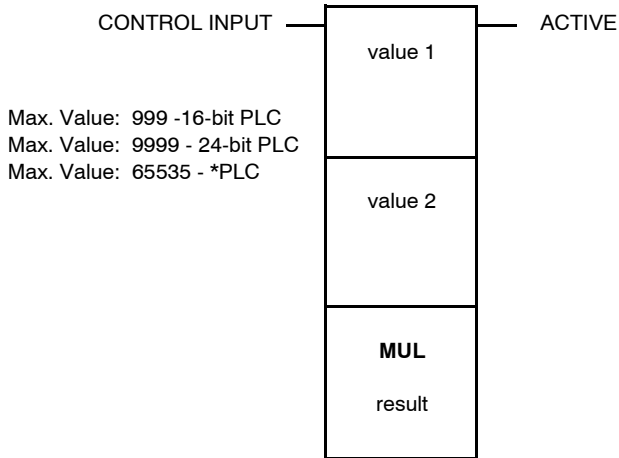 CONTROL INPUT
ACTIVE
value 1
Max. Value: 999 -16-bit PLC
Max. Value: 9999 - 24-bit PLC
Max. Value: 65535 - *PLC
value 2
MUL
result